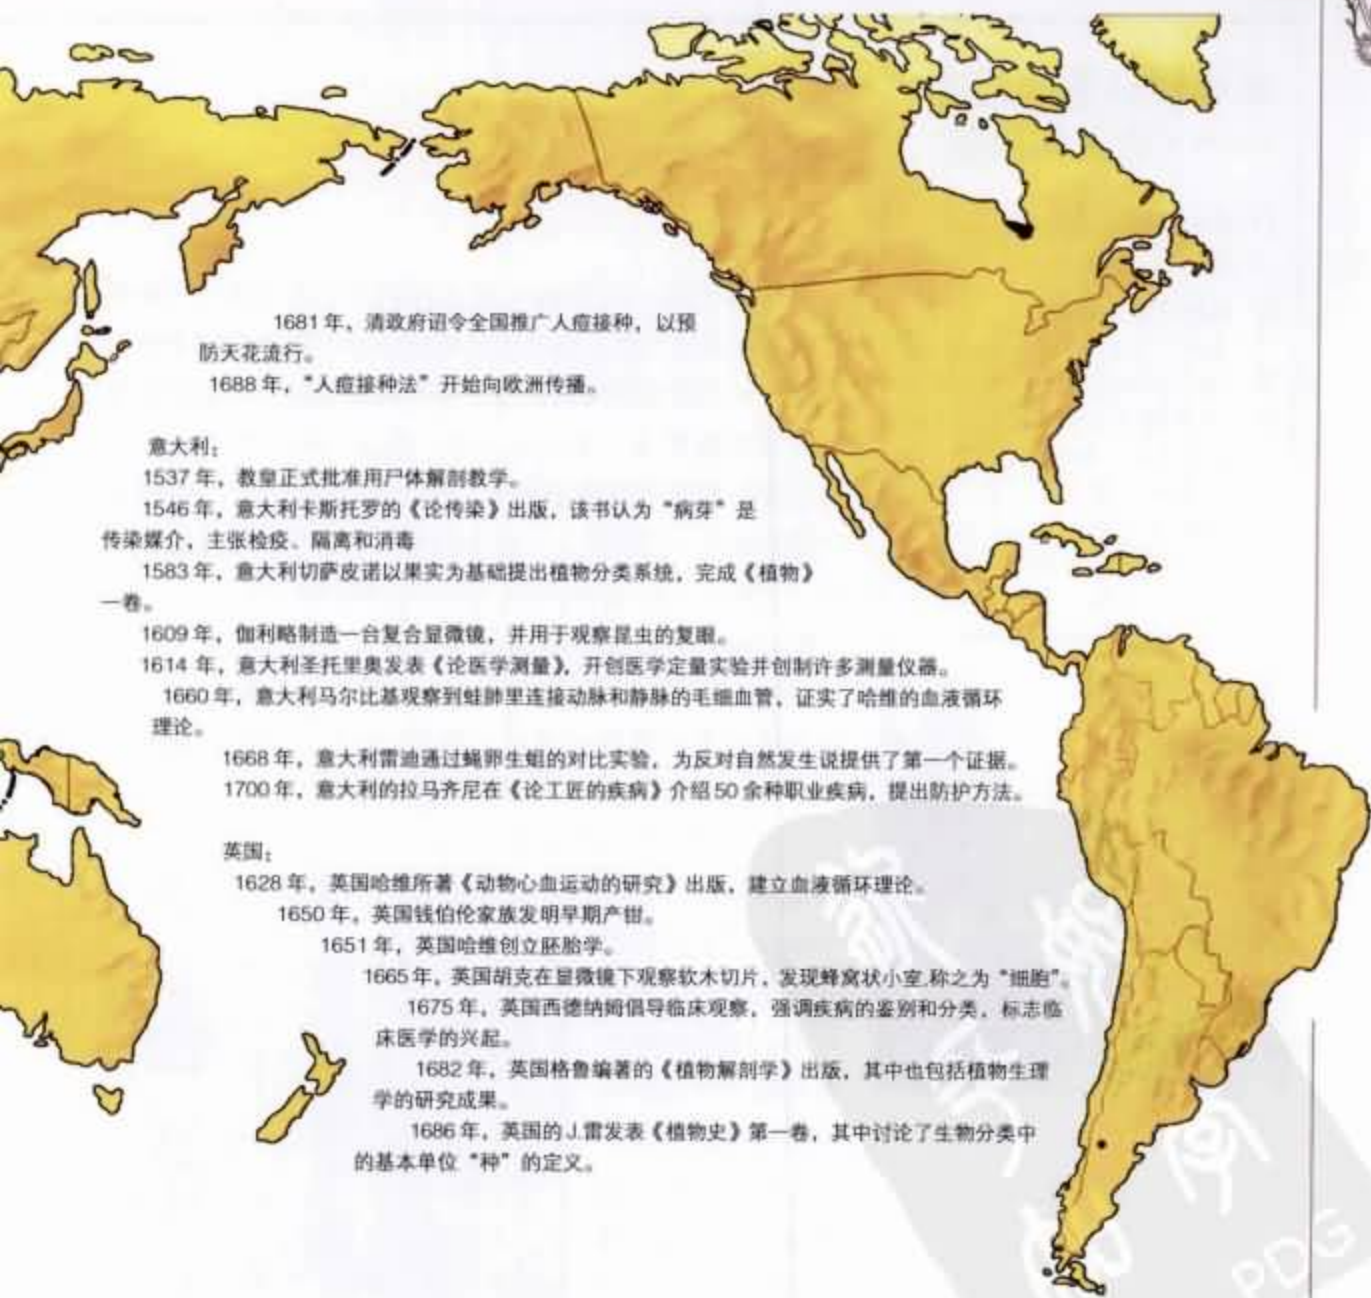 1681年，清政府诏令全国推广人痘接种，以预
防天花流行。
1688年，“人痘接种法”开始向欧洲传播。
意大利：
1537年，教皇正式批准用尸体解剖教学。
1546年，意大利卡斯托罗的《论传染》出版，该书认为“病芽”是
传染媒介，主张检疫、隔离和消毒
1583年，意大利切萨皮诺以果实为基础提出植物分类系统，完成《植物》
一卷。
1609年，伽利略制造一台复合显微镜，并用于观察昆虫的复眼。
1614年，意大利圣托里奥发表《论医学测量》，开创医学定量实验并创制许多测量仪器。
1660年，意大利马尔比基观察到蛙肺里连接动脉和静脉的毛细血管，证实了哈维的血液循环
理论。
1668年，意大利雷迪通过蝇卵生蛆的对比实验，为反对自然发生说提供了第一个证据。
1700年，意大利的拉马齐尼在《论工匠的疾病》介绍50余种职业疾病，提出防护方法。
英国：
1628年，英国哈维所著《动物心血运动的研究》出版，建立血液循环理论。
1650年，英国钱伯伦家族发明早期产钳。
1651年，英国哈维创立胚胎学。
1665年，英国胡克在显微镜下观察软木切片，发现蜂窝状小室,称之为“细胞”。
1675年，英国西德纳姆倡导临床观察，强调疾病的鉴别和分类，标志临
床医学的兴起。
1682年，英国格鲁编著的《植物解剖学》出版，其中也包括植物生理
学的研究成果。
1686年，英国的J.雷发表《植物史》第一卷，其中讨论了生物分类中
的基本单位“种”的定义。
PDG